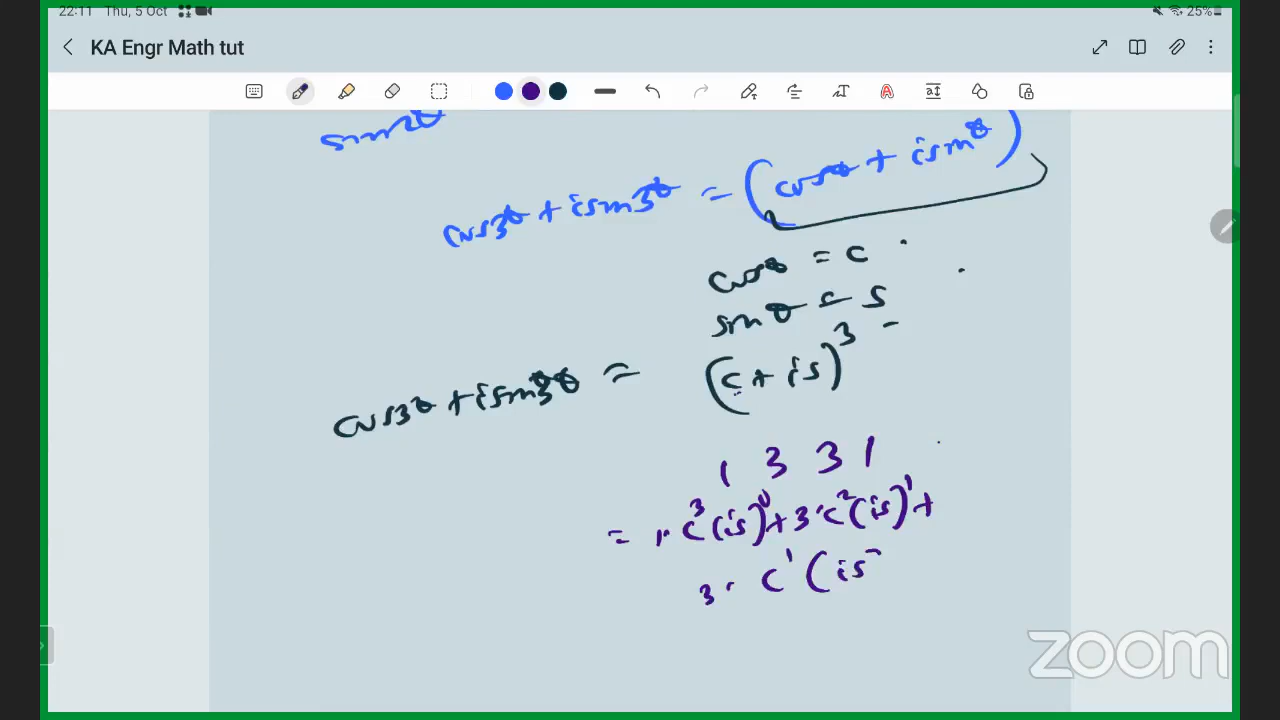 22:11 Thu, 5 Oct
25%
KA Engr Math tut
sin3θ
cos3θ + isin3θ = (cosθ + isinθ)
cosθ = c
sinθ = s
cos3θ + isin3θ = (c + is)³ =
1 3 3 1
= 1·c³(is)⁰ + 3·c²(is)¹ +
3· c¹ (is
zoom